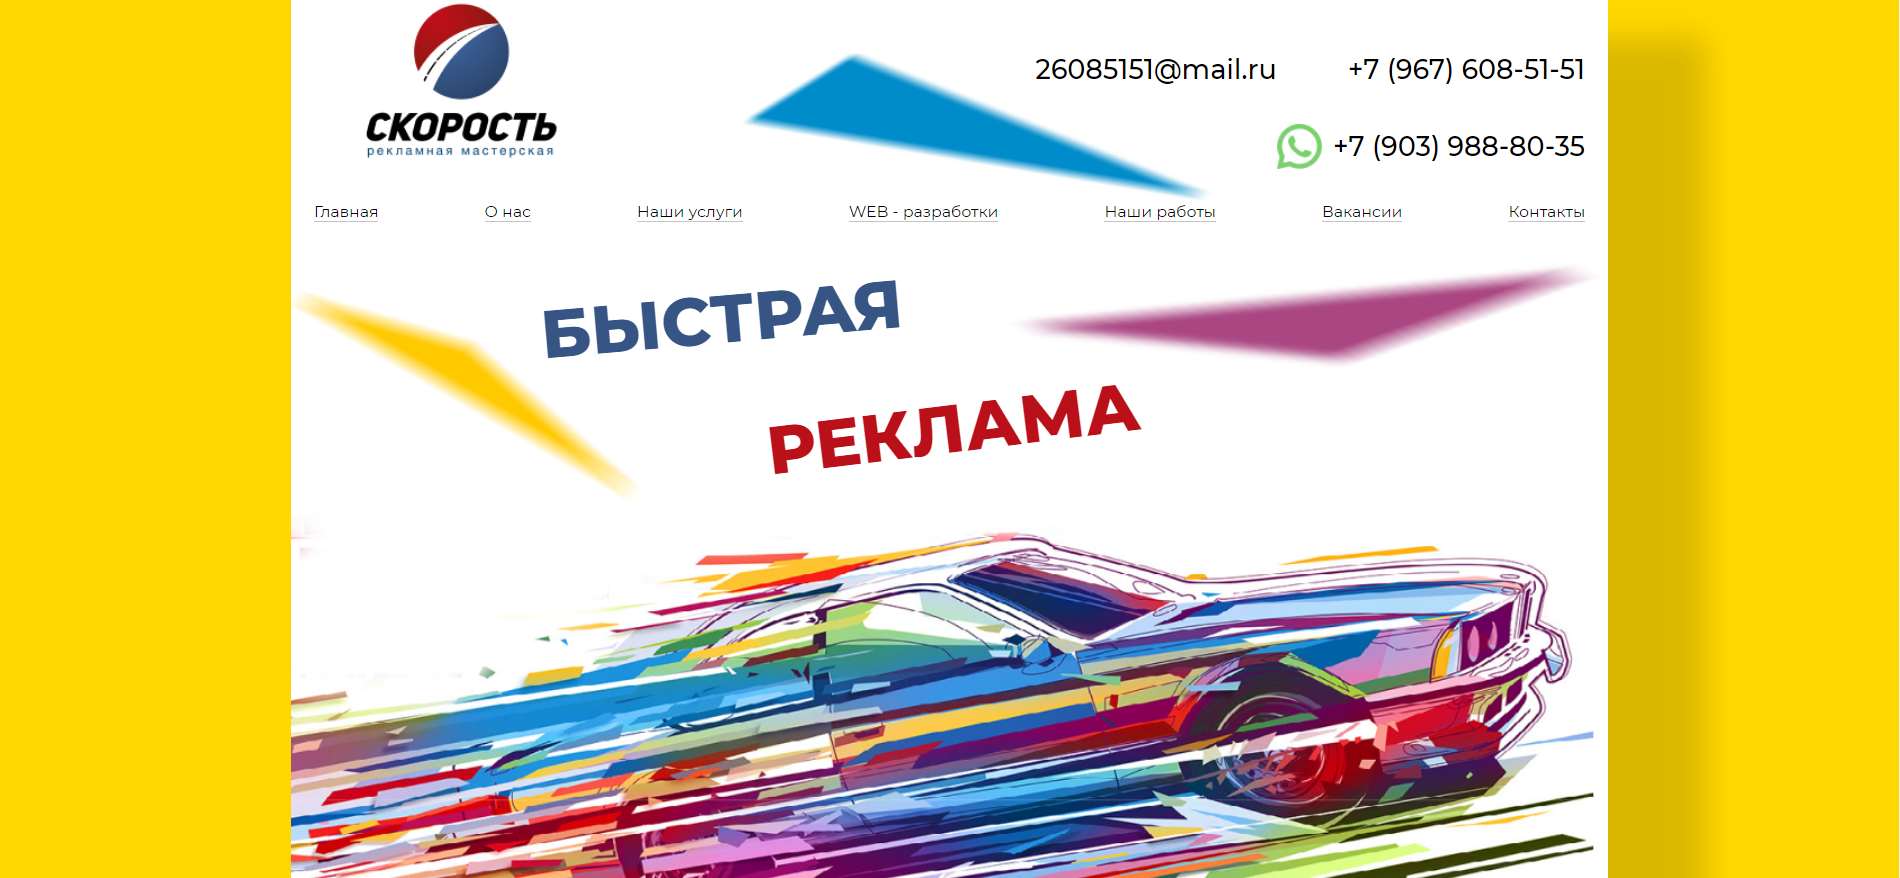 СКОРОСТЬ
рекламная мастерская
26085151@mail.ru
+7 (967) 608-51-51
+7 (903) 988-80-35
Главная
О нас
Наши услуги
WEB - разработки
Наши работы
Вакансии
Контакты
БЫСТРАЯ
РЕКЛАМА